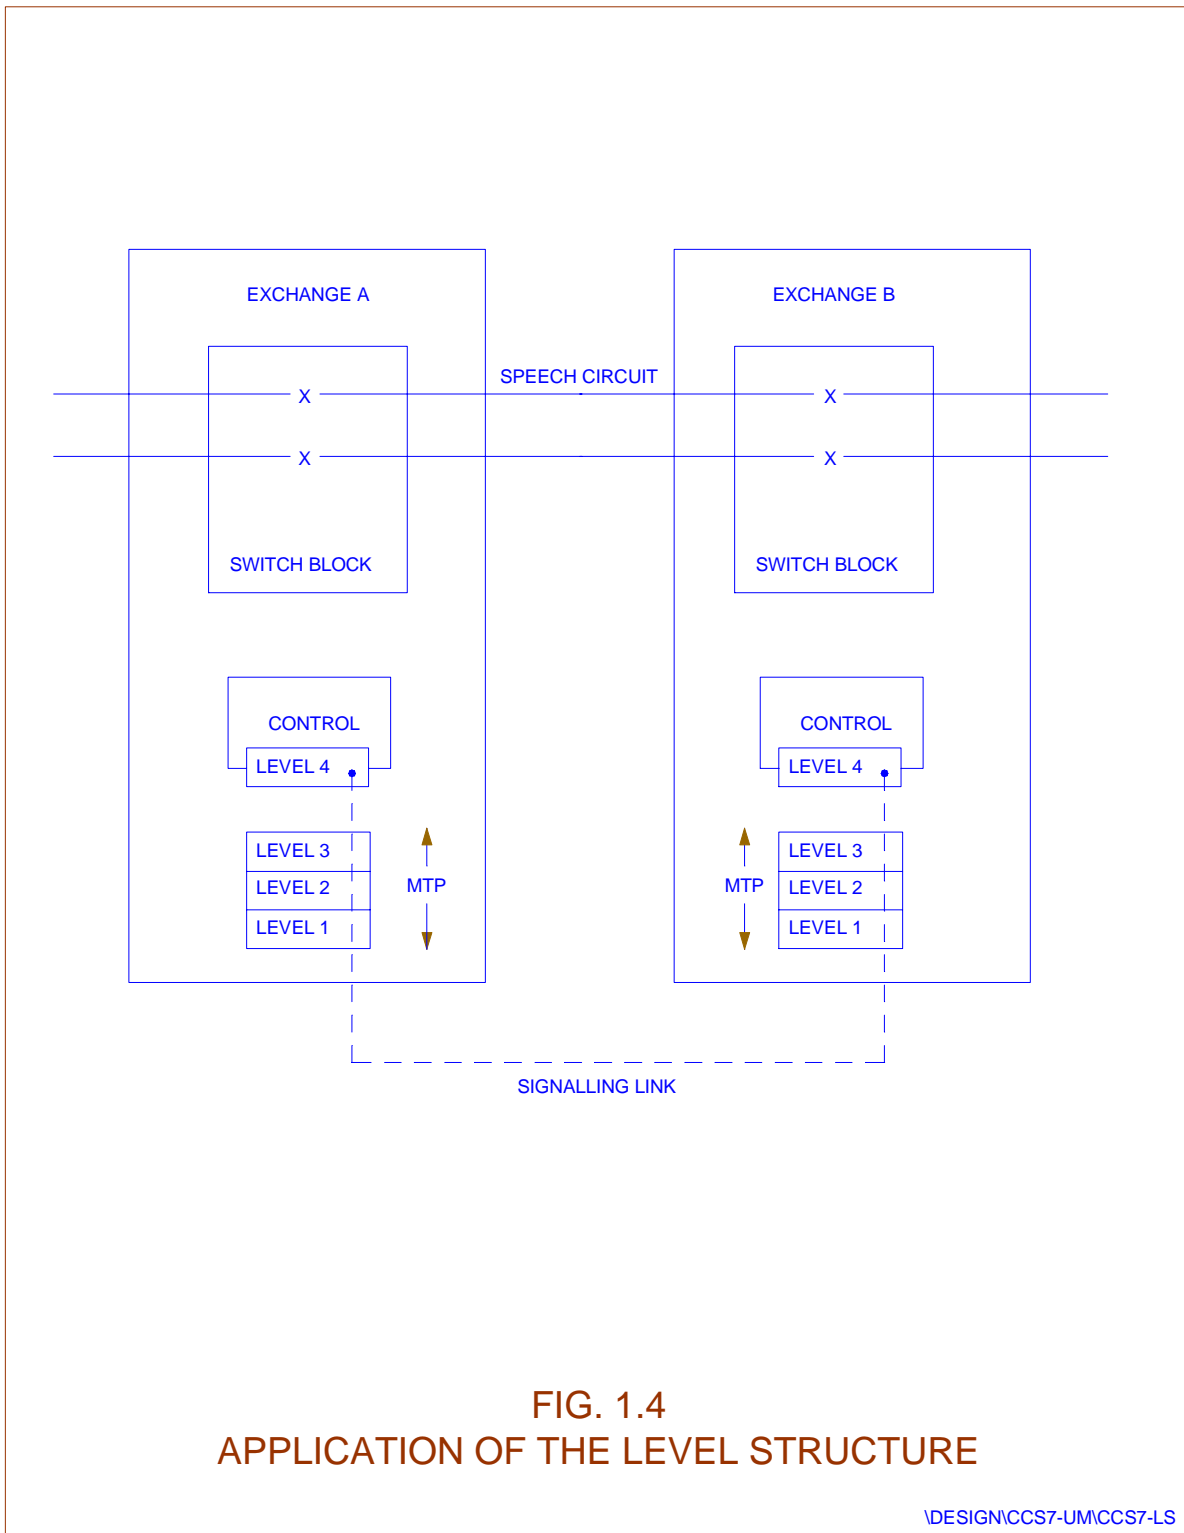 EXCHANGE A
EXCHANGE B
SPEECH CIRCUIT
X
X
X
X
SWITCH BLOCK
SWITCH BLOCK
CONTROL
CONTROL
LEVEL 4
LEVEL 4
LEVEL 3
LEVEL 3
LEVEL 2
MTP
MTP
LEVEL 2
LEVEL 1
LEVEL 1
SIGNALLING LINK
FIG. 1.4
APPLICATION OF THE LEVEL STRUCTURE
\DESIGN\CCS7-UM\CCS7-LS